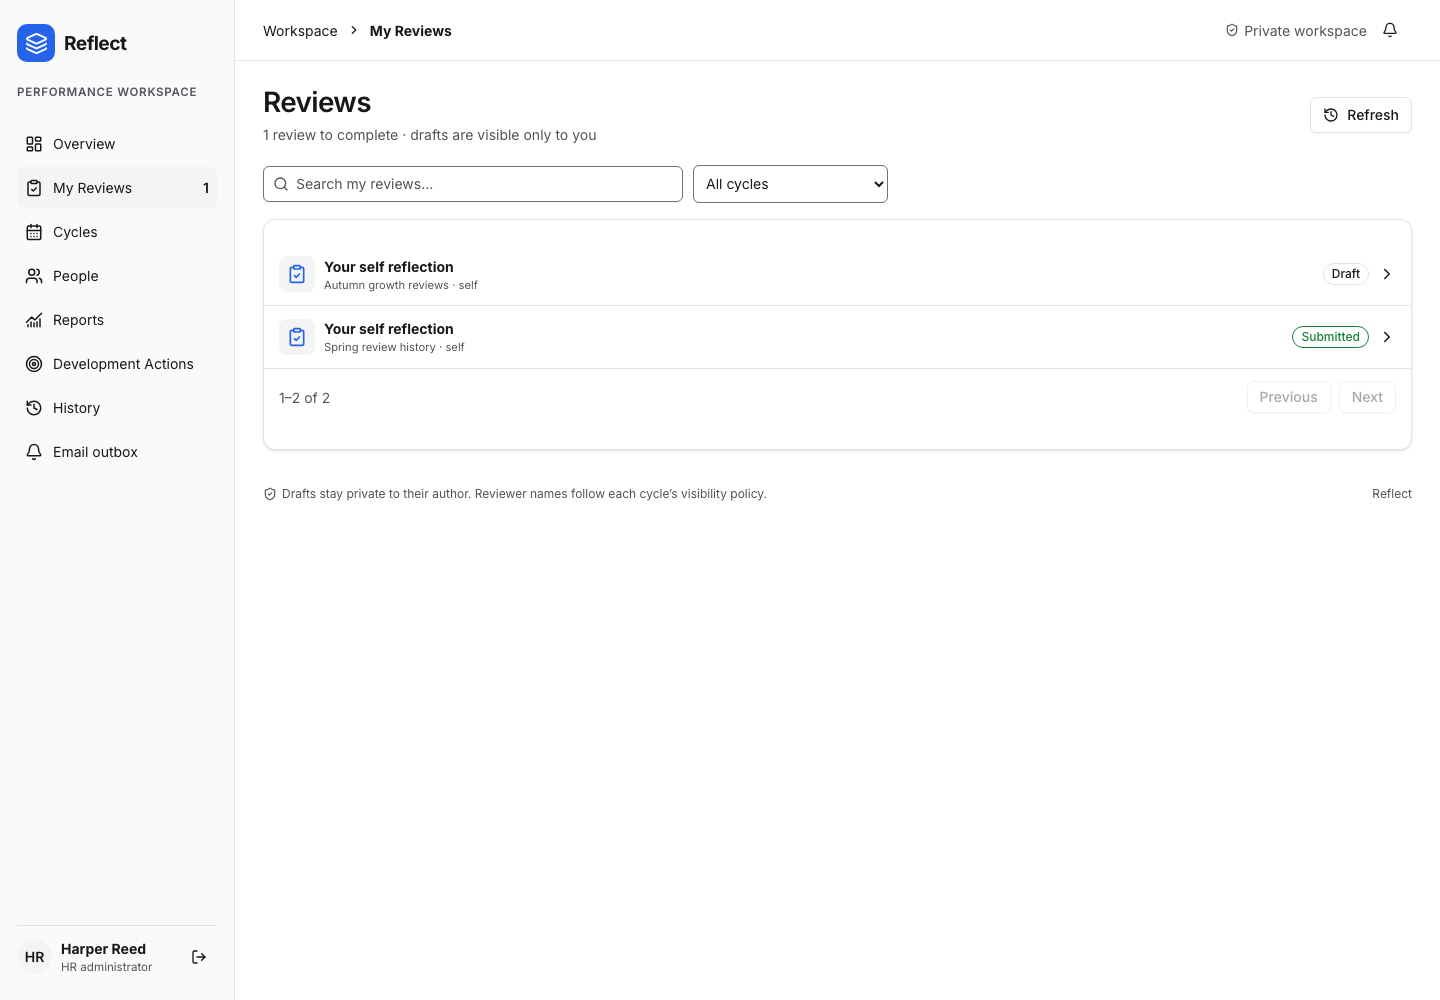 Reflect
PERFORMANCE WORKSPACE
Overview
My Reviews 1
Cycles
People
Reports
Development Actions
History
Email outbox
HR
Harper Reed
HR administrator
Workspace My Reviews
Private workspace
Reviews
1 review to complete · drafts are visible only to you
Refresh
Search my reviews...
All cycles
Your self reflection
Autumn growth reviews · self
Draft
Your self reflection
Spring review history · self
Submitted
1–2 of 2
Previous Next
Drafts stay private to their author. Reviewer names follow each cycle’s visibility policy.
Reflect